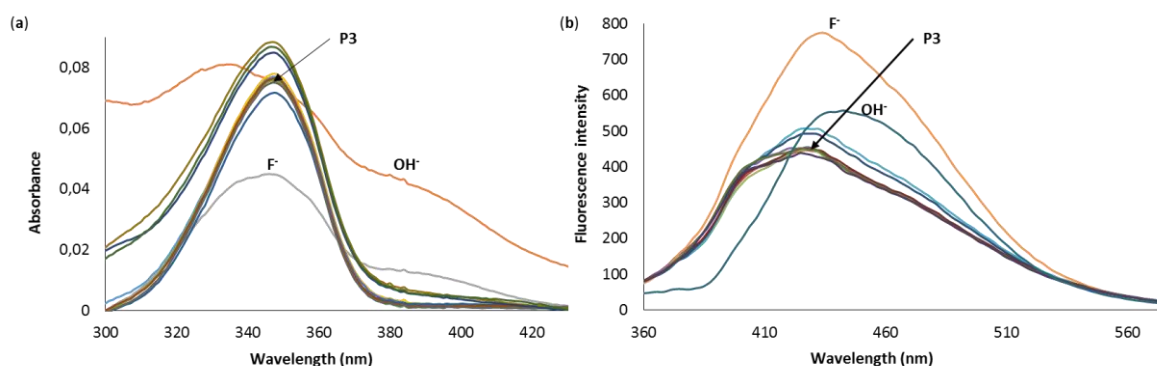 (a)
P3
0,08
0,06
Absorbance
F-
OH-
0,04
0,02
0
300
320
340
360
380
400
420
Wavelength (nm)
(b)
800
F-
P3
700
600
OH-
500
Fluorescence intensity
400
300
200
100
0
360
410
460
510
560
Wavelength (nm)